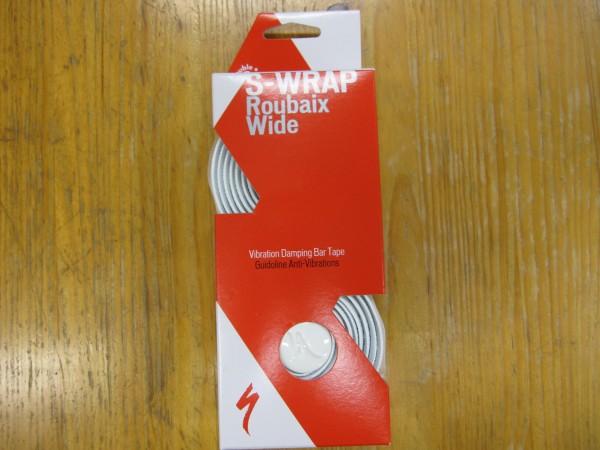 S-WRAP
Roubaix
Wide
Vibration Damping Bar Tape
Guidoline Anti-Vibrations